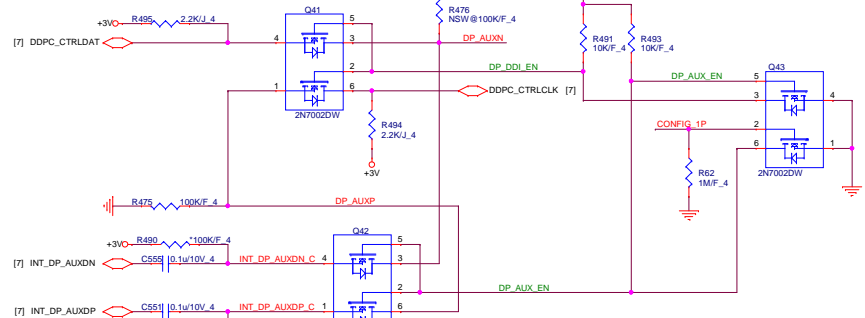 +3V
R495
2.2K/J_4
[7] DDPC_CTRLDAT
Q41
4
5
3
2
1
6
2N7002DW
R476
NSW@100K/F_4
DP_AUXN
DP_DDI_EN
DDPC_CTRLCLK [7]
R494
2.2K/J_4
+3V
R491
10K/F_4
R493
10K/F_4
Q43
DP_AUX_EN
5
3
4
CONFIG_1P
2
6
1
2N7002DW
R62
1M/F_4
R475
100K/F_4
DP_AUXP
+3V
R490
*100K/F_4
Q42
[7] INT_DP_AUXDN
C555
0.1u/10V_4
INT_DP_AUXDN_C
4
5
3
2
DP_AUX_EN
[7] INT_DP_AUXDP
C551
0.1u/10V_4
INT_DP_AUXDP_C
1
6